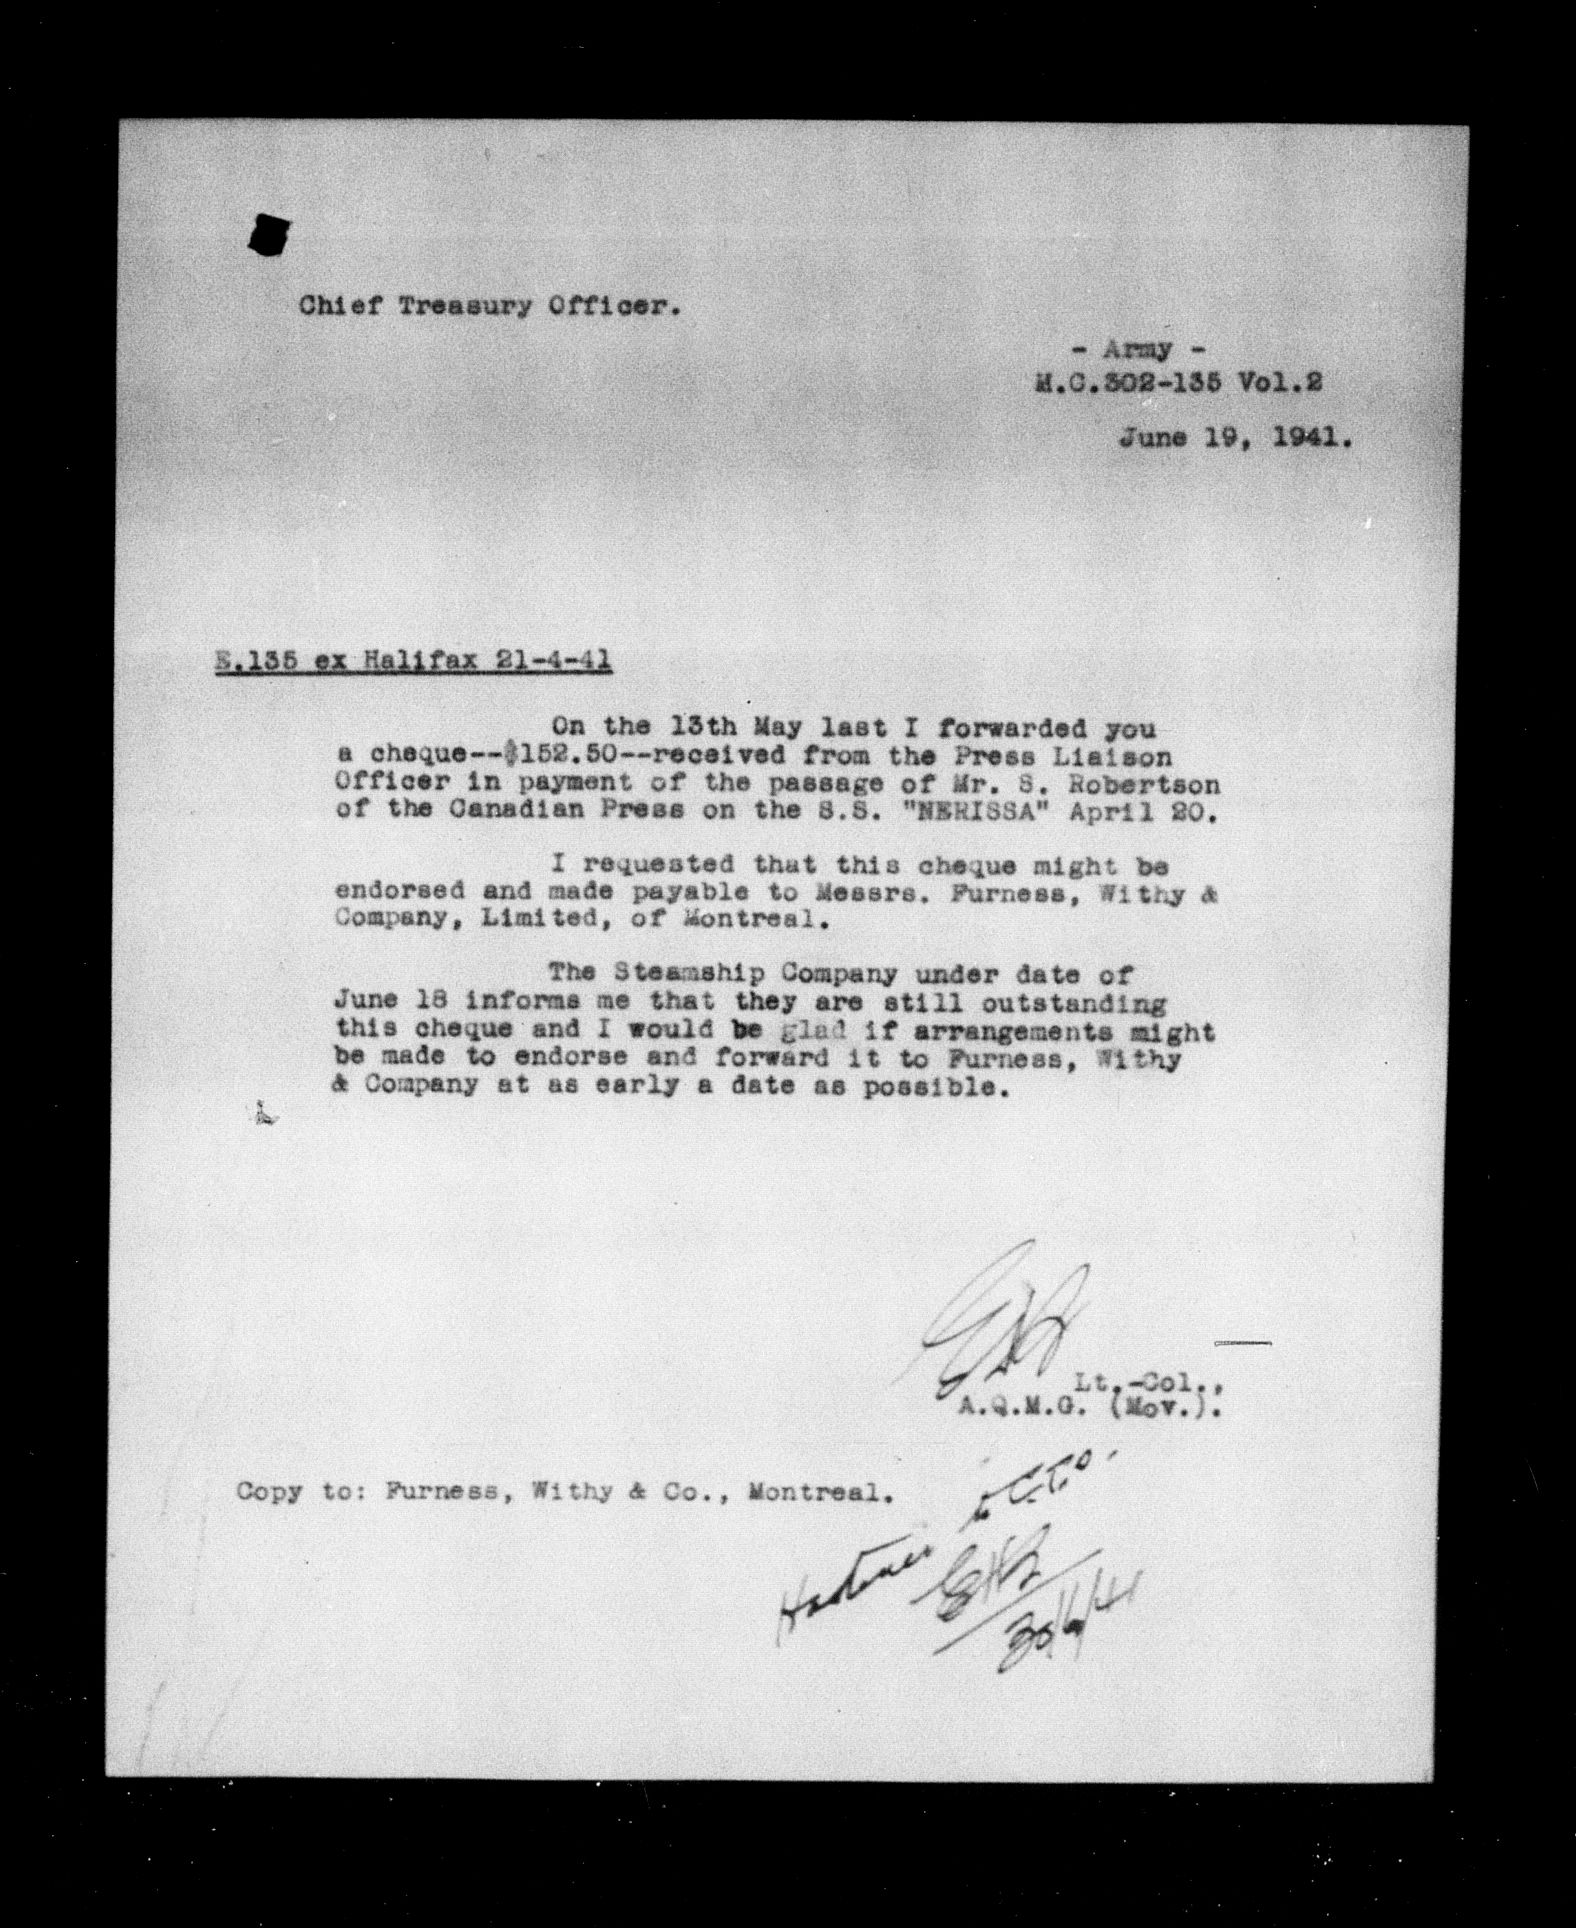 Chief Treasury Officer.
- Army -
M.C.302-135 Vol.2
June 19, 1941.
E.135 ex Halifax 21-4-41
On the 13th May last I forwarded you
a cheque--$152.50--received from the Press Liaison
Officer in payment of the passage of Mr. S. Robertson
of the Canadian Press on the S.S. "NERISSA" April 20.
I requested that this cheque might be
endorsed and made payable to Messrs. Furness, Withy &
Company, Limited, of Montreal.
The Steamship Company under date of
June 18 informs me that they are still outstanding
this cheque and I would be glad if arrangements might
be made to endorse and forward it to Furness, Withy
& Company at as early a date as possible.
Lt.-Col.,
A.Q.M.G. (Mov.).
Copy to: Furness, Withy & Co., Montreal.
Hastener to C.T.O.
30/6/41